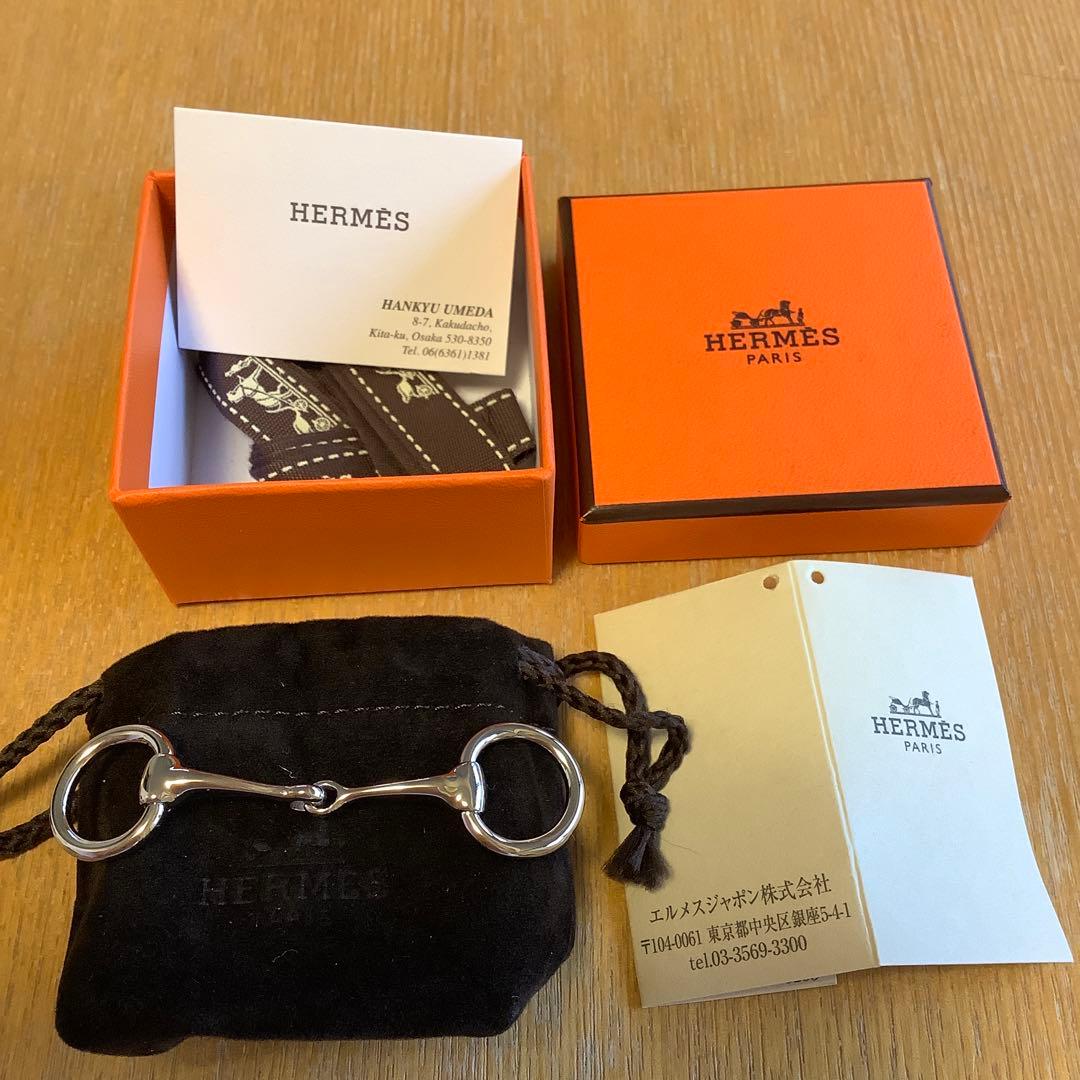 HERMÈS
HANKYU UMEDA
8-7, Kakudacho,
Kita-ku, Osaka 530-8350
Tel. 06(6361)1381
HERMÈS
PARIS
HERMÈS
PARIS
HERMÈS
エルメスジャポン株式会社
〒104-0061 東京都中央区銀座5-4-1
tel.03-3569-3300